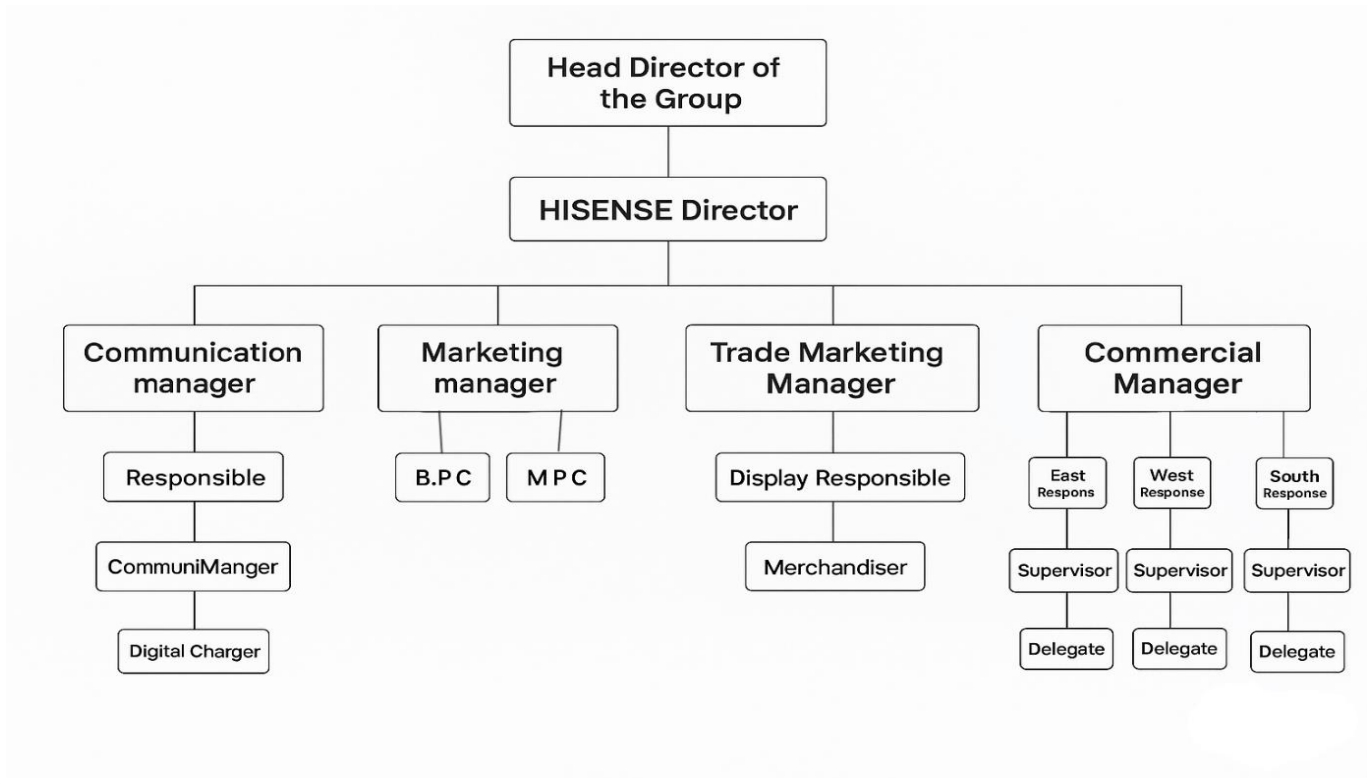 Head Director of
the Group
HISENSE Director
Communication
manager
Marketing
manager
Trade Marketing
Manager
Commercial
Manager
Responsible
B.P C
M P C
Display Responsible
East
Respons
West
Response
South
Response
CommuniManger
Merchandiser
Supervisor
Supervisor
Supervisor
Digital Charger
Delegate
Delegate
Delegate